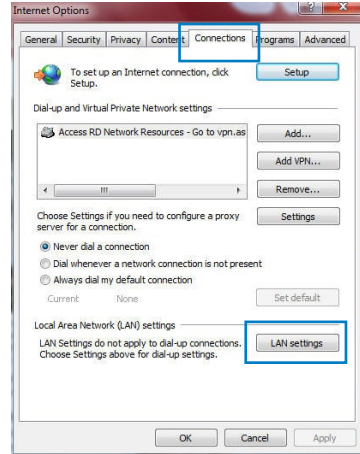 Internet Options
General Security Privacy Content Connections Programs Advanced
To set up an Internet connection, click
Setup.
Setup
Dial-up and Virtual Private Network settings
Access RD Network Resources - Go to vpn.as
Add...
Add VPN...
Remove...
Choose Settings if you need to configure a proxy
server for a connection.
Settings
Never dial a connection
Dial whenever a network connection is not present
Always dial my default connection
Current None
Set default
Local Area Network (LAN) settings
LAN Settings do not apply to dial-up connections.
Choose Settings above for dial-up settings.
LAN settings
OK Cancel Apply